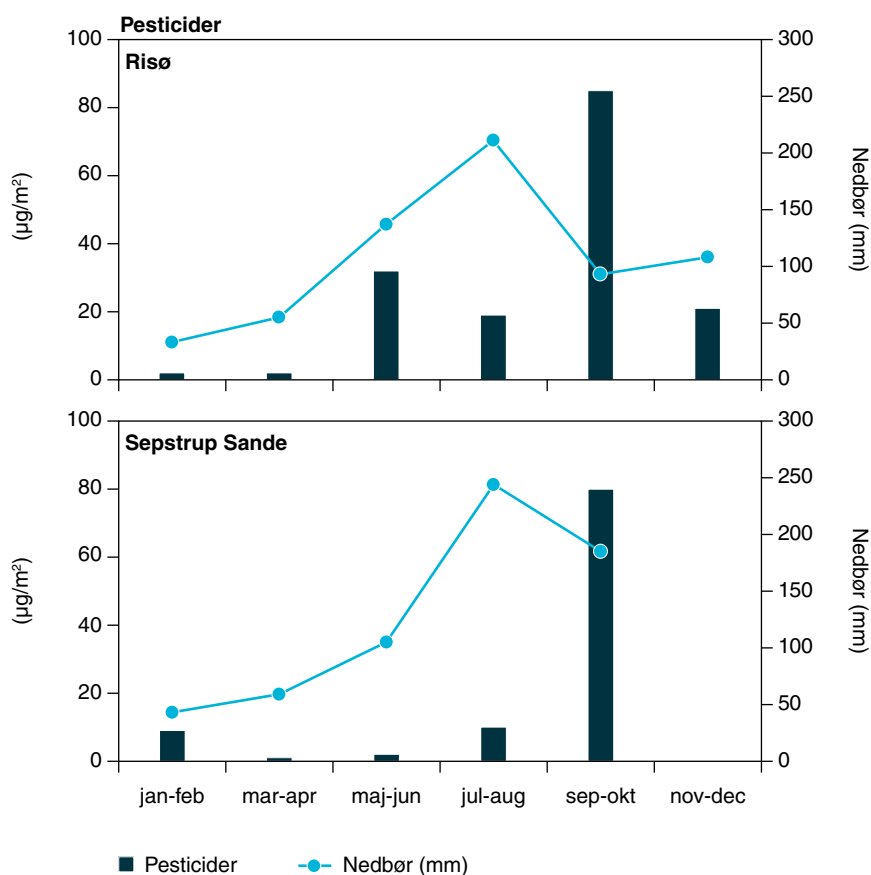 Pesticider
Risø
100
80
60
40
20
0
(µg/m²)
300
250
200
150
100
50
0
Nedbør (mm)
Sepstrup Sande
100
80
60
40
20
0
(µg/m²)
300
250
200
150
100
50
0
Nedbør (mm)
jan-feb mar-apr maj-jun jul-aug sep-okt nov-dec
Pesticider Nedbør (mm)